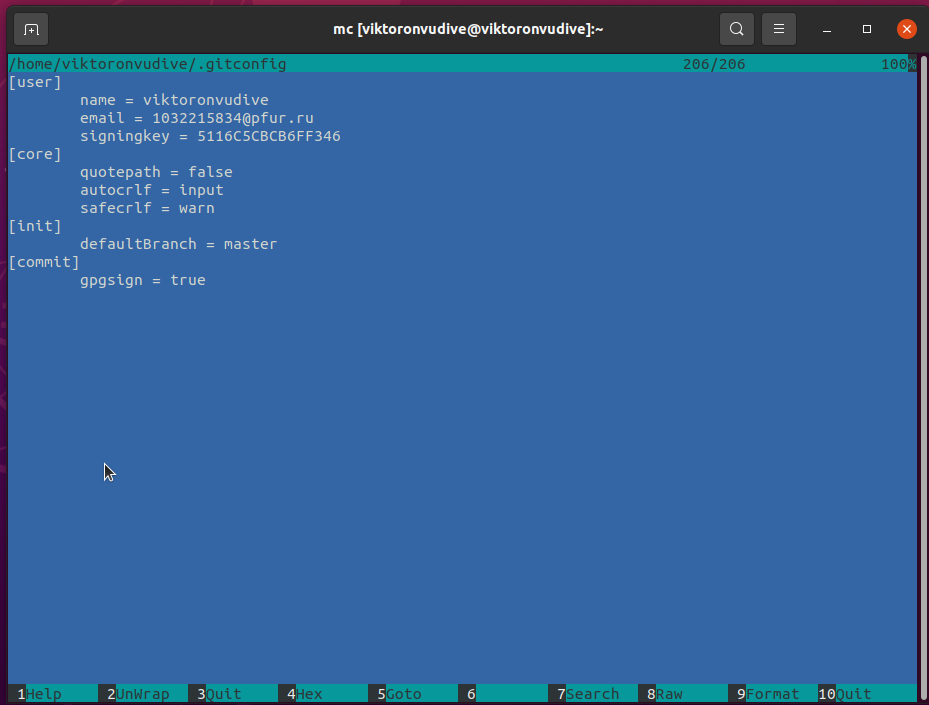 mc [viktoronvudive@viktoronvudive]:~
/home/viktoronvudive/.gitconfig 206/206 100%
[user]
name = viktoronvudive
email = 1032215834@pfur.ru
signingkey = 5116C5CBCB6FF346
[core]
quotepath = false
autocrlf = input
safecrlf = warn
[init]
defaultBranch = master
[commit]
gpgsign = true
1Help 2UnWrap 3Quit 4Hex 5Goto 6 7Search 8Raw 9Format 10Quit